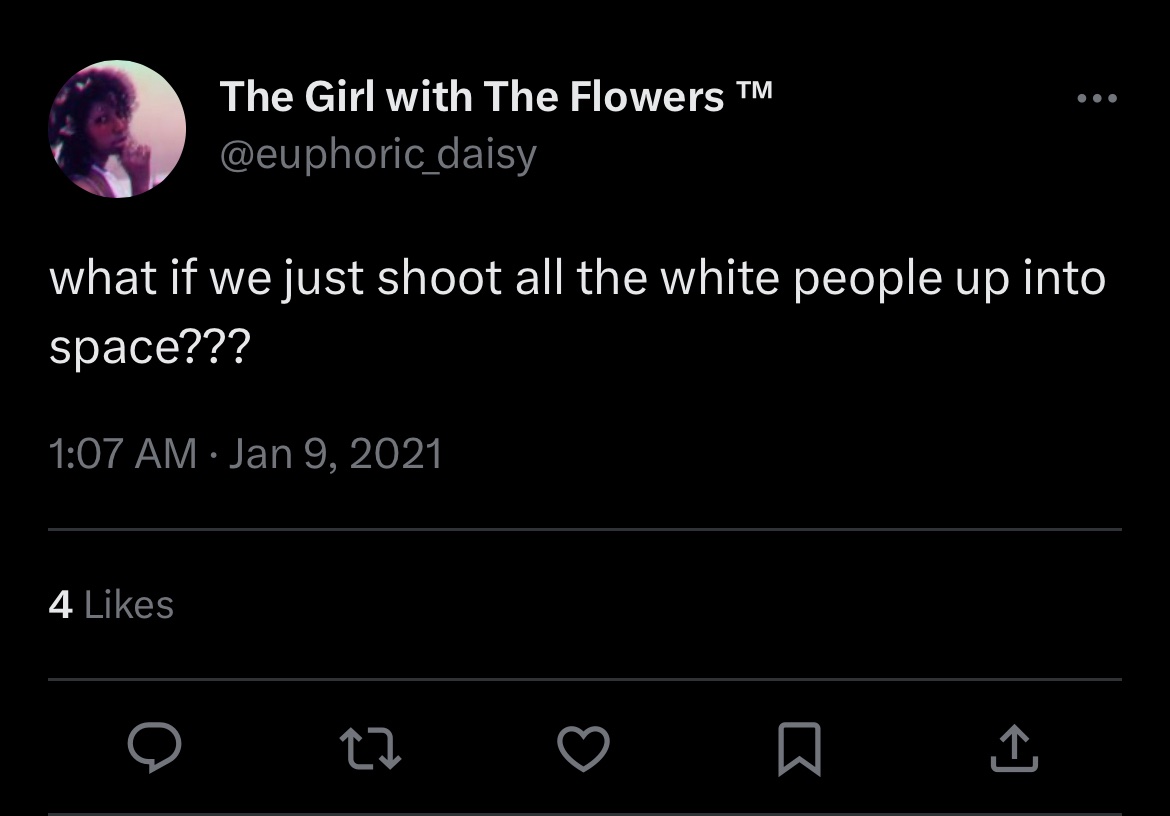 The Girl with The Flowers ™
@euphoric_daisy
what if we just shoot all the white people up into
space???
1:07 AM · Jan 9, 2021
4 Likes